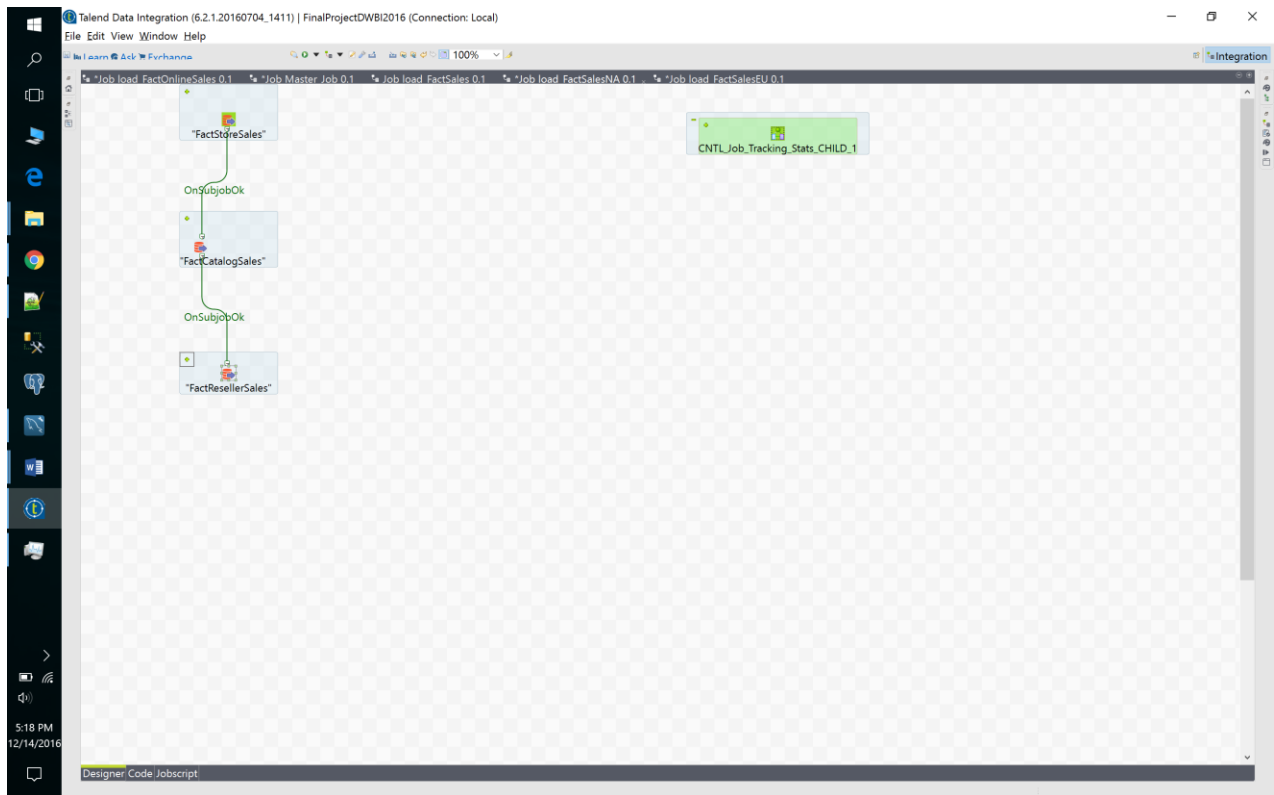 Talend Data Integration (6.2.1.20160704_1411) | FinalProjectDWBI2016 (Connection: Local)
File Edit View Window Help
Learn Ask Exchange 100% Integration
*Job load_FactOnlineSales 0.1 *Job Master_Job 0.1 Job load_FactSales 0.1 *Job load_FactSalesNA 0.1 *Job load_FactSalesEU 0.1
"FactStoreSales"
CNTL_Job_Tracking_Stats_CHILD_1
OnSubjobOk
"FactCatalogSales"
OnSubjobOk
"FactResellerSales"
5:18 PM
12/14/2016
Designer Code Jobscript